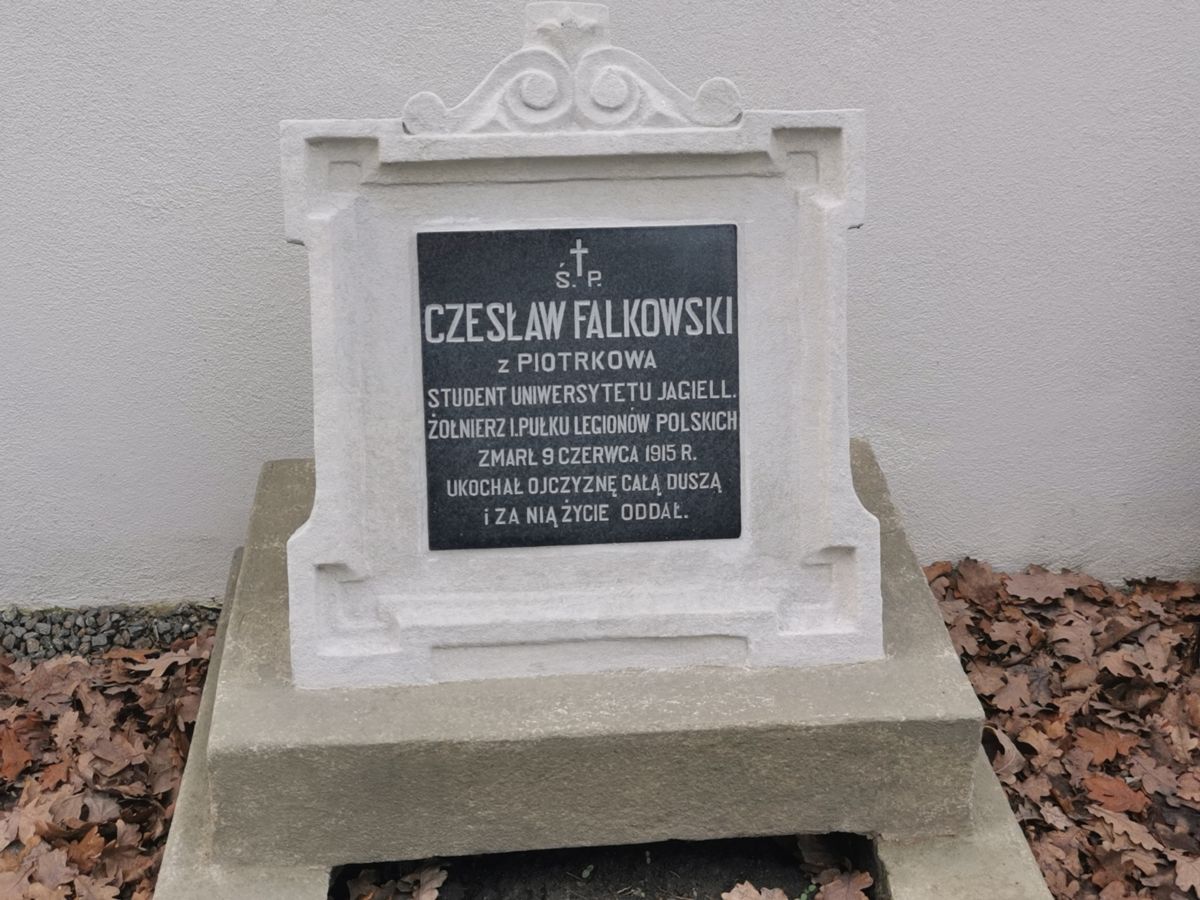 Ś. P.
CZESŁAW FALKOWSKI
z PIOTRKOWA
STUDENT UNIWERSYTETU JAGIELL.
ŻOŁNIERZ I. PUŁKU LEGIONÓW POLSKICH
ZMARŁ 9 CZERWCA 1915 R.
UKOCHAŁ OJCZYZNĘ CAŁĄ DUSZĄ
i ZA NIĄ ŻYCIE ODDAŁ.